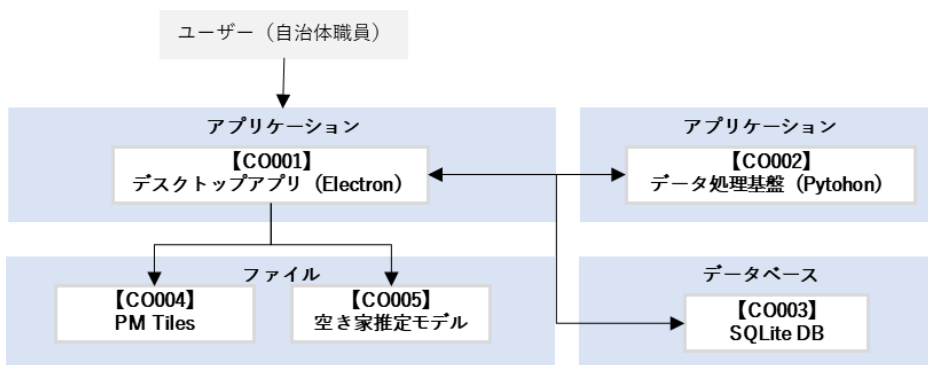 ユーザー（自治体職員）
アプリケーション
【CO001】
デスクトップアプリ（Electron）
アプリケーション
【CO002】
データ処理基盤（Pytohon）
ファイル
【CO004】
PM Tiles
【CO005】
空き家推定モデル
データベース
【CO003】
SQLite DB